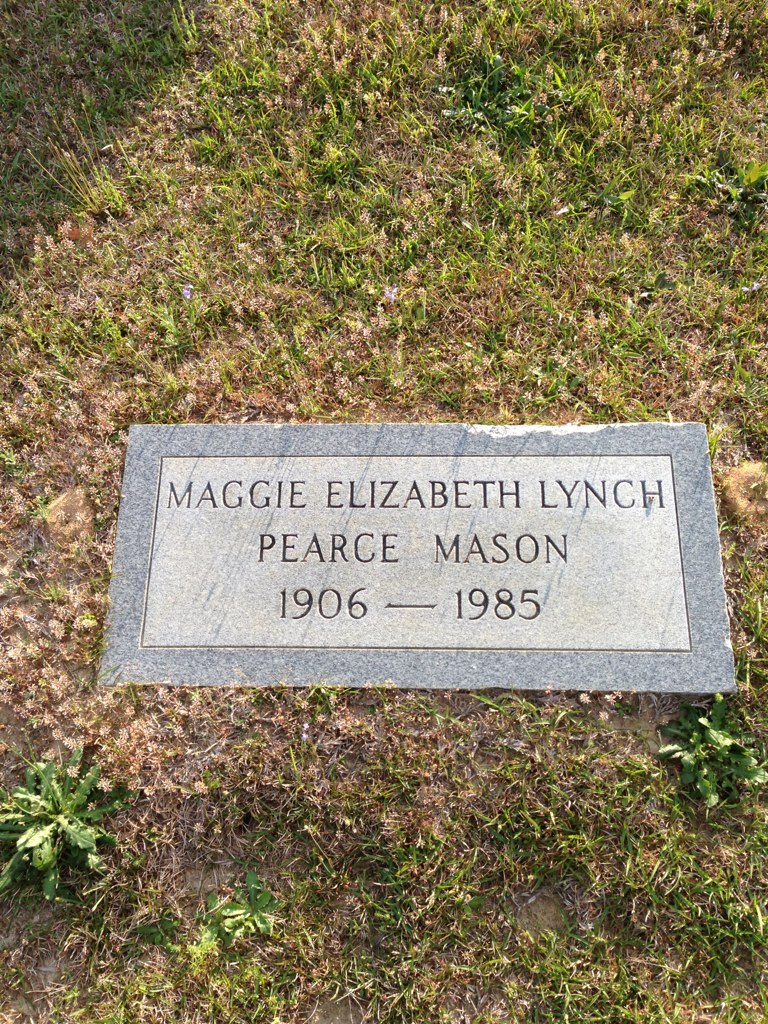 MAGGIE ELIZABETH LYNCH
PEARCE MASON
1906 — 1985